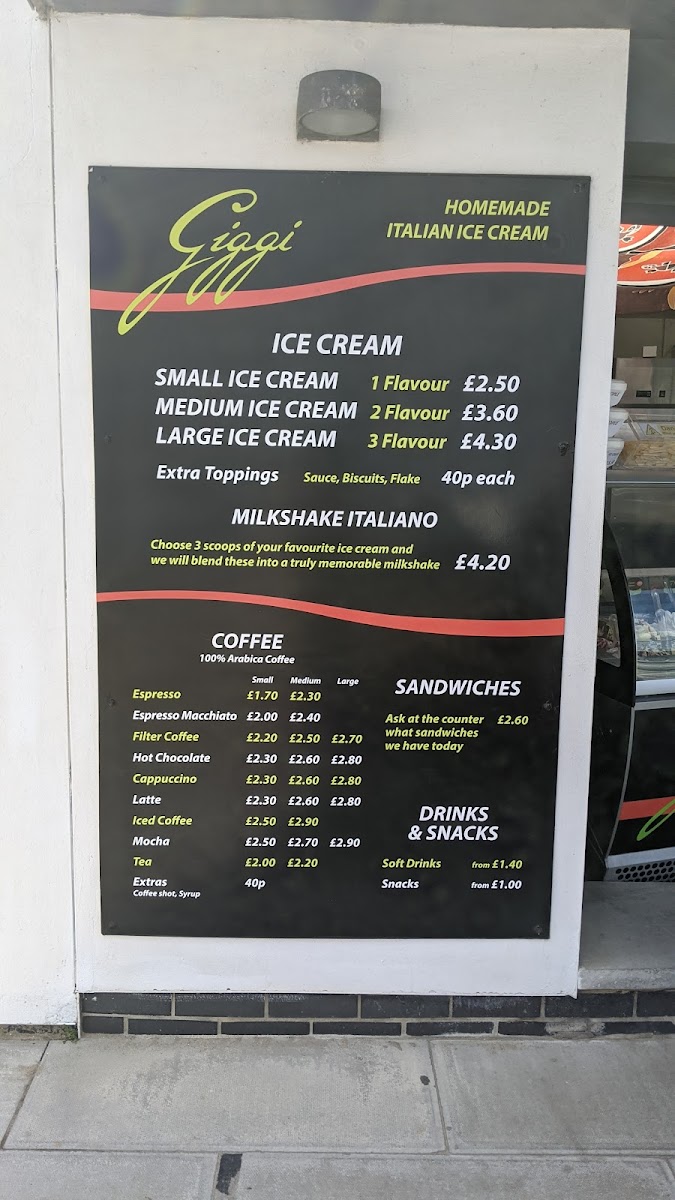 Giggi
HOMEMADE
ITALIAN ICE CREAM
ICE CREAM
SMALL ICE CREAM 1 Flavour £2.50
MEDIUM ICE CREAM 2 Flavour £3.60
LARGE ICE CREAM 3 Flavour £4.30
Extra Toppings Sauce, Biscuits, Flake 40p each
MILKSHAKE ITALIANO
Choose 3 scoops of your favourite ice cream and
we will blend these into a truly memorable milkshake £4.20
COFFEE
100% Arabica Coffee
Small Medium Large
Espresso £1.70 £2.30
Espresso Macchiato £2.00 £2.40
Filter Coffee £2.20 £2.50 £2.70
Hot Chocolate £2.30 £2.60 £2.80
Cappuccino £2.30 £2.60 £2.80
Latte £2.30 £2.60 £2.80
Iced Coffee £2.50 £2.90
Mocha £2.50 £2.70 £2.90
Tea £2.00 £2.20
Extras 40p
Coffee shot, Syrup
SANDWICHES
Ask at the counter £2.60
what sandwiches
we have today
DRINKS
& SNACKS
Soft Drinks from £1.40
Snacks from £1.00